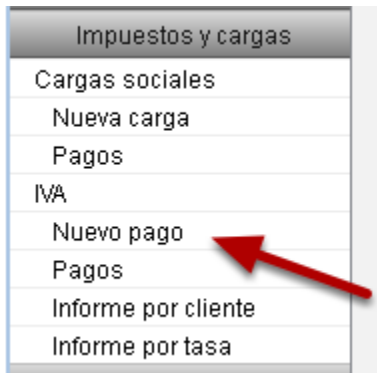 Impuestos y cargas
Cargas sociales
Nueva carga
Pagos
IVA
Nuevo pago
Pagos
Informe por cliente
Informe por tasa